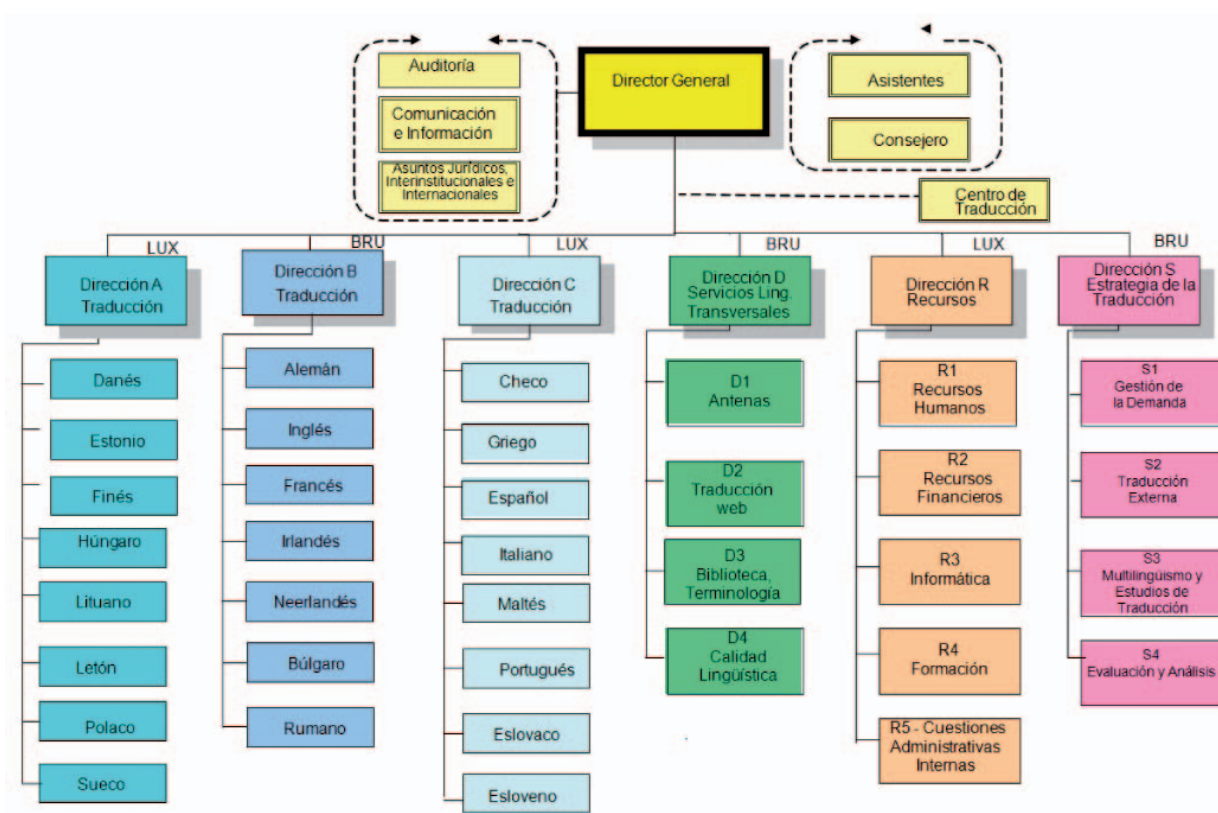 Auditoría
Comunicación
e Información
Asuntos Jurídicos,
Interinstitucionales e
Internacionales
Director General
Asistentes
Consejero
Centro de
Traducción
LUX
BRU
LUX
BRU
LUX
BRU
Dirección A
Traducción
Danés
Estonio
Finés
Húngaro
Lituano
Letón
Polaco
Sueco
Dirección B
Traducción
Alemán
Inglés
Francés
Irlandés
Neerlandés
Búlgaro
Rumano
Dirección C
Traducción
Checo
Griego
Español
Italiano
Maltés
Portugués
Eslovaco
Esloveno
Dirección D
Servicios Ling.
Transversales
D1
Antenas
D2
Traducción
web
D3
Biblioteca,
Terminología
D4
Calidad
Lingüística
Dirección R
Recursos
R1
Recursos
Humanos
R2
Recursos
Financieros
R3
Informática
R4
Formación
R5 - Cuestiones
Administrativas
Internas
Dirección S
Estrategia de la
Traducción
S1
Gestión de
la Demanda
S2
Traducción
Externa
S3
Multilingüismo y
Estudios de
Traducción
S4
Evaluación y Análisis